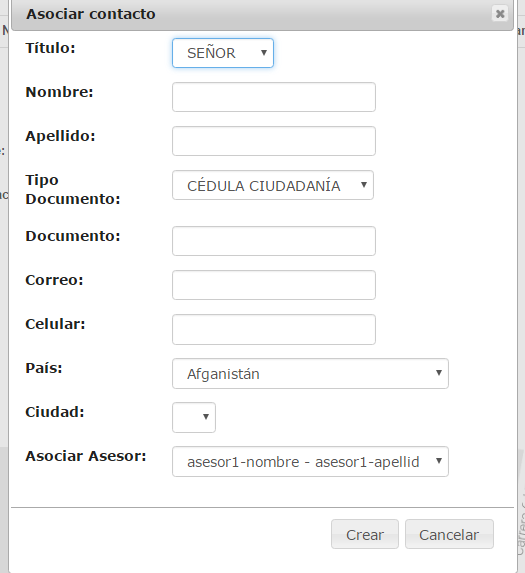 Asociar contacto
Título:
SEÑOR
Nombre:
Apellido:
Tipo
Documento:
CÉDULA CIUDADANÍA
Documento:
Correo:
Celular:
País:
Afganistán
Ciudad:
Asociar Asesor:
asesor1-nombre - asesor1-apellid
Crear
Cancelar